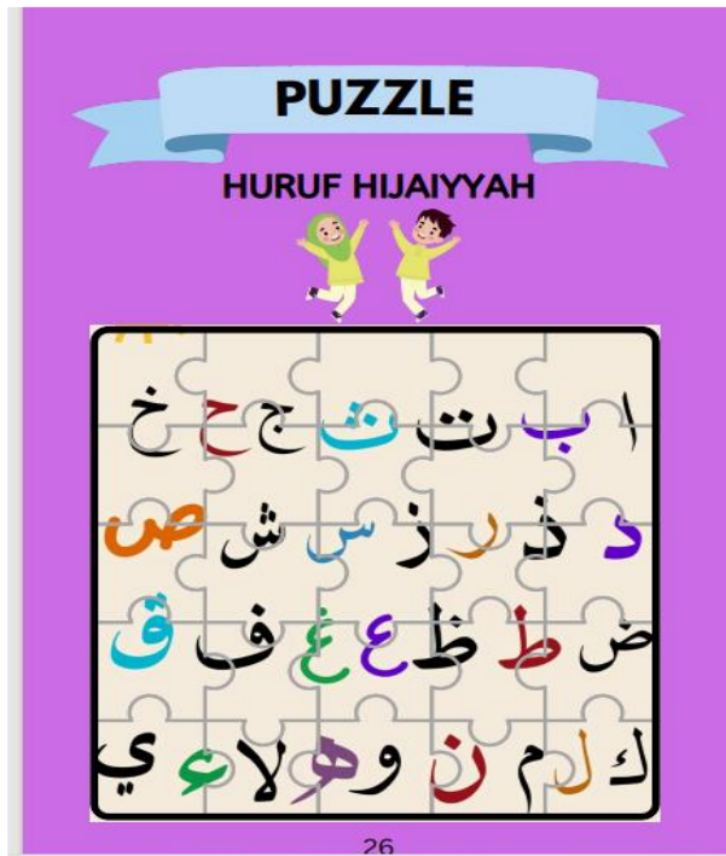 PUZZLE
HURUF HIJAIYYAH
ا ب ت ث ج ح خ
د ذ ر ز س ش ص
ض ط ظ ع غ ف ق
ك ل م ن و ه لا ء ي
26